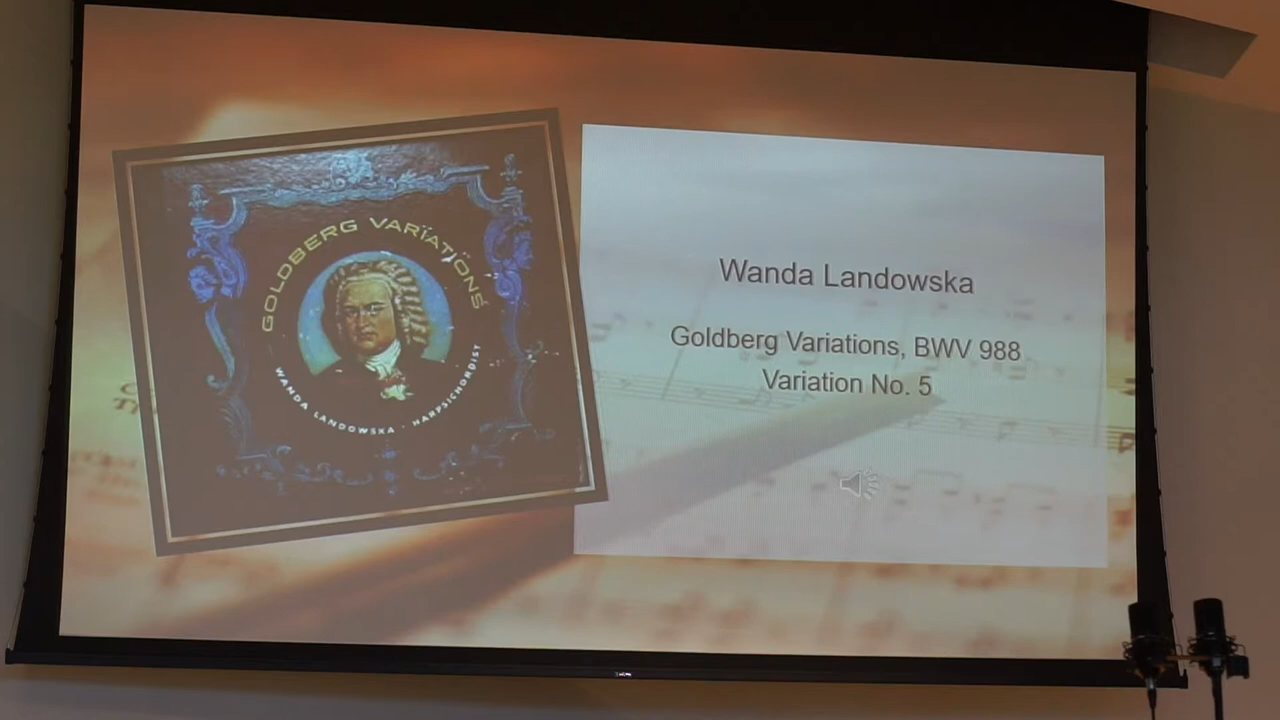 GOLDBERG VARIATIONS
WANDA LANDOWSKA · HARPSICHORDIST
Wanda Landowska
Goldberg Variations, BWV 988
Variation No. 5